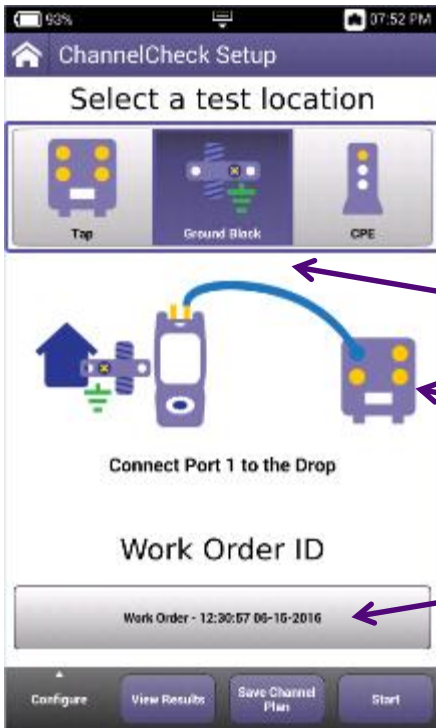 93%
07:52 PM
ChannelCheck Setup
Select a test location
Tap
Ground Block
CPE
Connect Port 1 to the Drop
Work Order ID
Work Order - 12:30:57 06-15-2016
Configure
View Results
Save Channel
Plan
Start